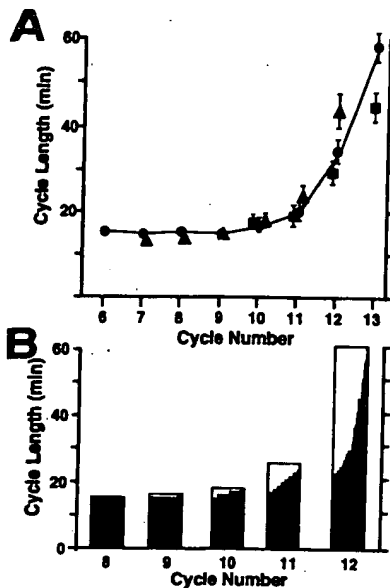 A
Cycle Length (min)
60
40
20
6 7 8 9 10 11 12 13
Cycle Number
B
Cycle Length (min)
60
40
20
0
8 9 10 11 12
Cycle Number